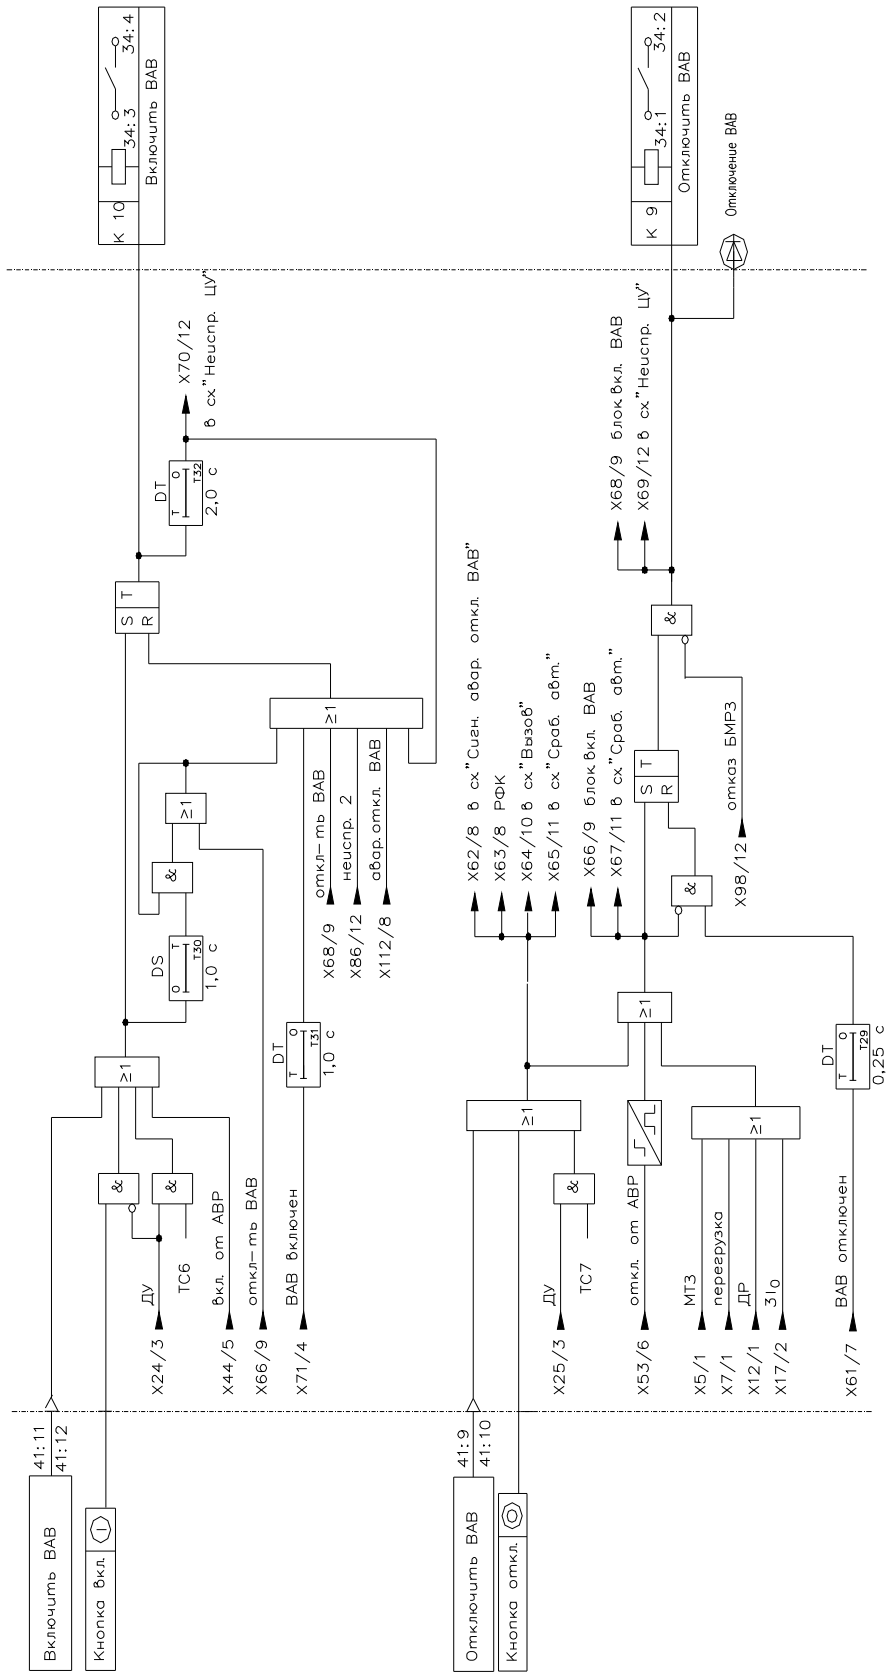 Включить ВАВ
41:11
41:12
Кнопка вкл.
I
X24/3
ДУ
ТС6
X44/5
вкл. от АВР
X66/9
откл-ть ВАВ
X71/4
ВАВ включен
&
&
≥1
DS
O T
T30
1,0 с
DT
T O
T31
1,0 с
&
≥1
X68/9
откл-ть ВАВ
X86/12
неиспр. 2
X112/8
авар.откл. ВАВ
≥1
S T
R
DT
T O
T32
2,0 с
X70/12
в сх"Неиспр. ЦУ"
К 10
34:3
34:4
Включить ВАВ
Отключить ВАВ
41:9
41:10
Кнопка откл.
O
X25/3
ДУ
ТС7
X53/6
откл. от АВР
X5/1
МТЗ
X7/1
перегрузка
X12/1
ДР
X17/2
3I0
X61/7
ВАВ отключен
&
≥1
≥1
≥1
DT
T O
T29
0,25 с
X62/8 в сх"Сигн. авар. откл. ВАВ"
X63/8 РФК
X64/10 в сх"Вызов"
X65/11 в сх"Сраб. авт."
X66/9 блок.вкл. ВАВ
X67/11 в сх"Сраб. авт."
&
S T
R
X98/12
отказ БМРЗ
&
X68/9 блок.вкл. ВАВ
X69/12 в сх"Неиспр. ЦУ"
К 9
34:1
34:2
Отключить ВАВ
Отключение ВАВ